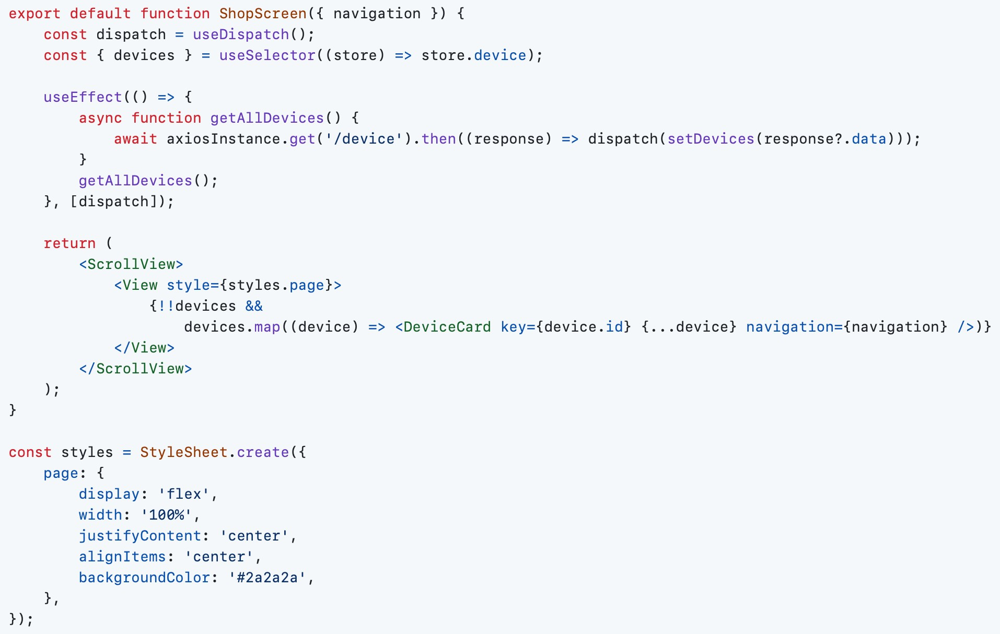 export default function ShopScreen({ navigation }) {
    const dispatch = useDispatch();
    const { devices } = useSelector((store) => store.device);

    useEffect(() => {
        async function getAllDevices() {
            await axiosInstance.get('/device').then((response) => dispatch(setDevices(response?.data)));
        }
        getAllDevices();
    }, [dispatch]);

    return (
        <ScrollView>
            <View style={styles.page}>
                {!!devices &&
                    devices.map((device) => <DeviceCard key={device.id} {...device} navigation={navigation} />)}
            </View>
        </ScrollView>
    );
}

const styles = StyleSheet.create({
    page: {
        display: 'flex',
        width: '100%',
        justifyContent: 'center',
        alignItems: 'center',
        backgroundColor: '#2a2a2a',
    },
});